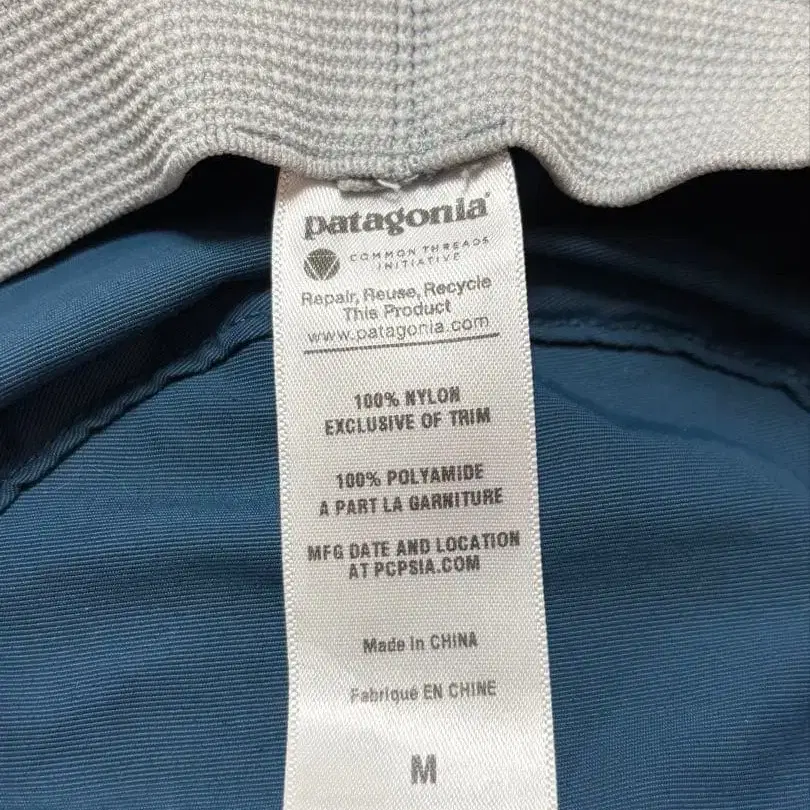 patagonia®
COMMON THREADS
INITIATIVE
Repair, Reuse, Recycle
This Product
www.patagonia.com
100% NYLON
EXCLUSIVE OF TRIM
100% POLYAMIDE
A PART LA GARNITURE
MFG DATE AND LOCATION
AT PCPSIA.COM
Made in CHINA
Fabriqué EN CHINE
M